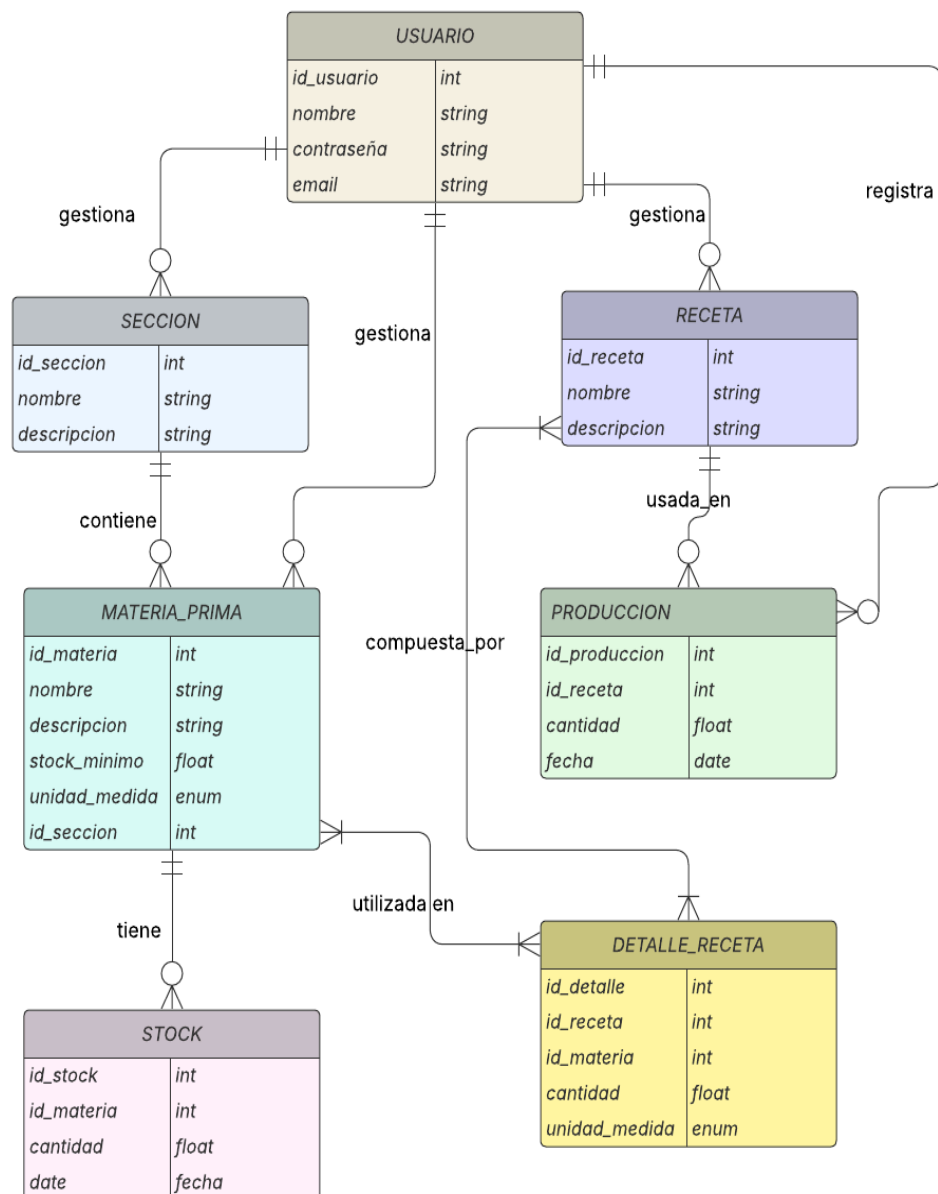 USUARIO
id_usuario int
nombre string
contraseña string
email string
registra
gestiona
gestiona
gestiona
SECCION
id_seccion int
nombre string
descripcion string
RECETA
id_receta int
nombre string
descripcion string
contiene
usada_en
MATERIA_PRIMA
id_materia int
nombre string
descripcion string
stock_minimo float
unidad_medida enum
id_seccion int
PRODUCCION
id_produccion int
id_receta int
cantidad float
fecha date
compuesta_por
utilizada en
tiene
DETALLE_RECETA
id_detalle int
id_receta int
id_materia int
cantidad float
unidad_medida enum
STOCK
id_stock int
id_materia int
cantidad float
date fecha